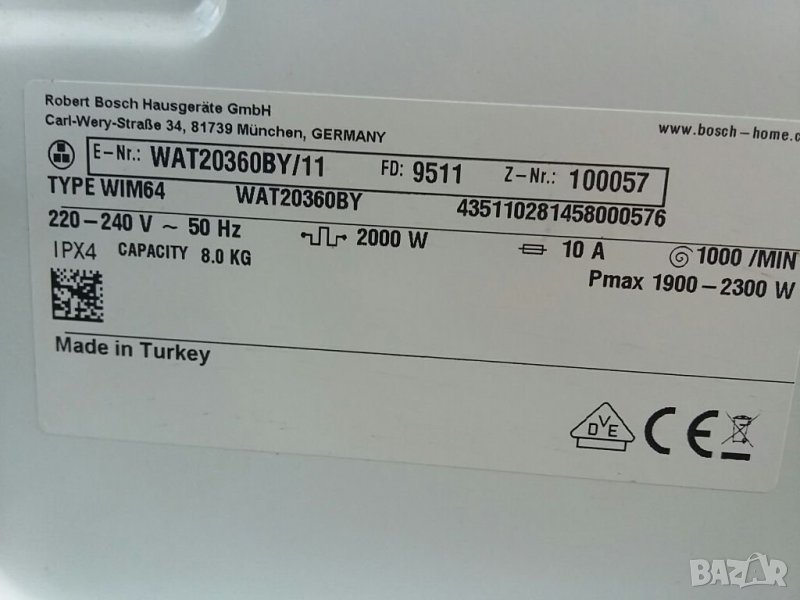 Robert Bosch Hausgeräte GmbH
Carl-Wery-Straße 34, 81739 München, GERMANY
www.bosch-home.c
E-Nr.: WAT20360BY/11 FD: 9511 Z-Nr.: 100057
TYPE WIM64 WAT20360BY 435110281458000576
220-240 V ~ 50 Hz 2000 W 10 A 1000 /MIN
IPX4 CAPACITY 8.0 KG Pmax 1900-2300 W
Made in Turkey
DVE CE
BAZAR